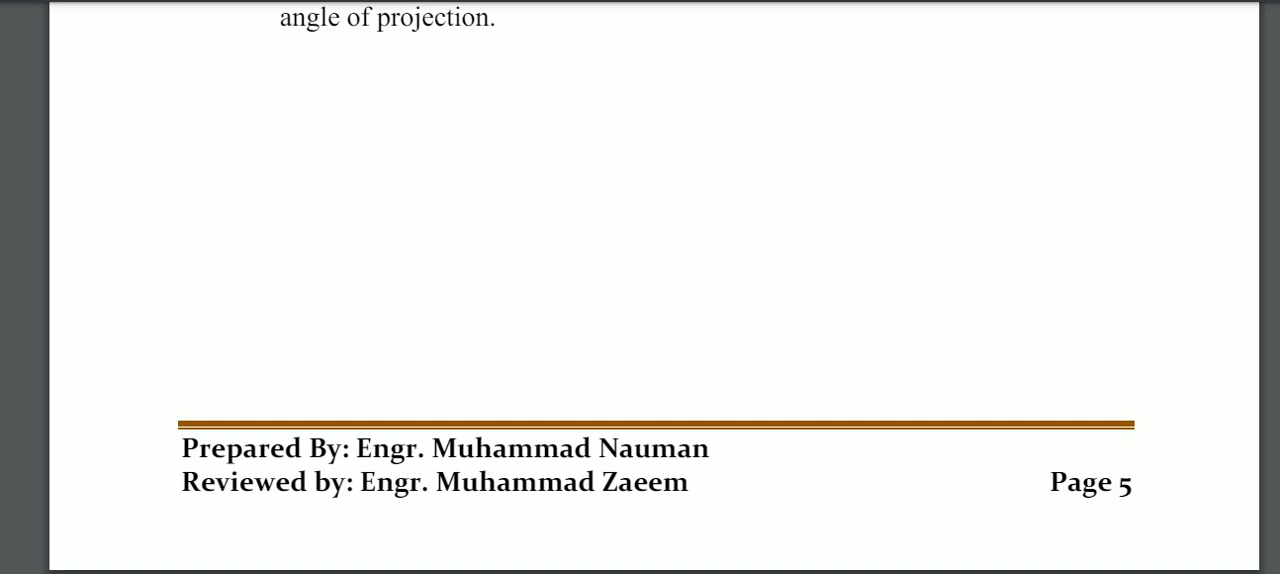 angle of projection.
Prepared By: Engr. Muhammad Nauman
Reviewed by: Engr. Muhammad Zaeem
Page 5